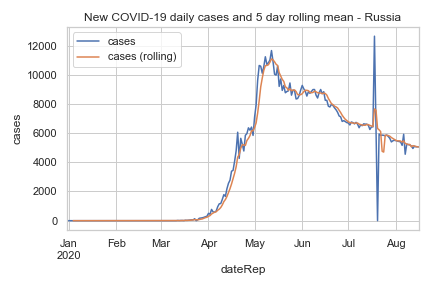 New COVID-19 daily cases and 5 day rolling mean - Russia
cases
cases (rolling)
12000
10000
8000
6000
4000
2000
0
cases
Jan Feb Mar Apr May Jun Jul Aug
2020
dateRep